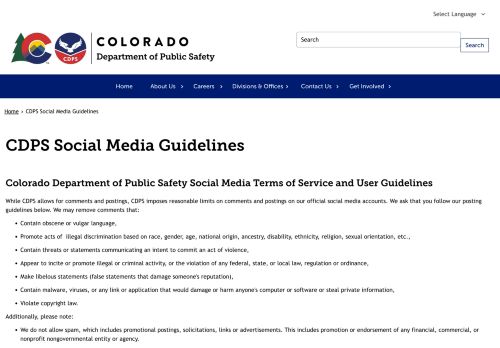 Select Language
COLORADO
Department of Public Safety
CDPS
Search
Search
Home
About Us
Careers
Divisions & Offices
Contact Us
Get Involved
Home › CDPS Social Media Guidelines
CDPS Social Media Guidelines
Colorado Department of Public Safety Social Media Terms of Service and User Guidelines
While CDPS allows for comments and postings, CDPS imposes reasonable limits on comments and postings on our official social media accounts. We ask that you follow our posting
guidelines below. We may remove comments that:
• Contain obscene or vulgar language,
• Promote acts of illegal discrimination based on race, gender, age, national origin, ancestry, disability, ethnicity, religion, sexual orientation, etc.,
• Contain threats or statements communicating an intent to commit an act of violence,
• Appear to incite or promote illegal or criminal activity, or the violation of any federal, state, or local law, regulation or ordinance,
• Make libelous statements (false statements that damage someone's reputation),
• Contain malware, viruses, or any link or application that would damage or harm anyone's computer or software or steal private information,
• Violate copyright law.
Additionally, please note:
• We do not allow spam, which includes promotional postings, solicitations, links or advertisements. This includes promotion or endorsement of any financial, commercial, or
nonprofit nongovernmental entity or agency.